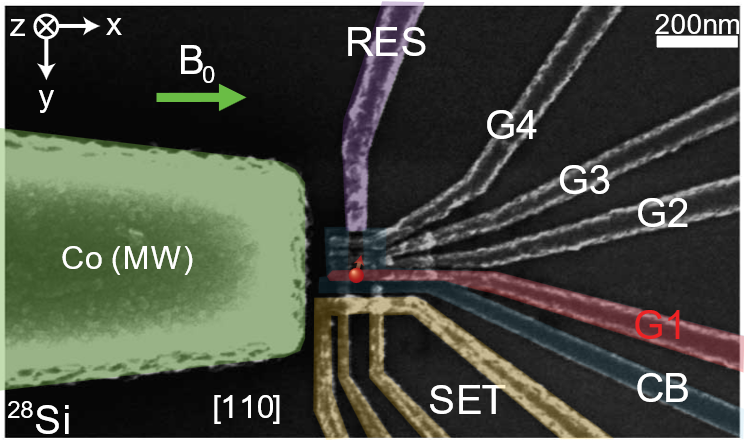 z x
y
B₀
RES
200nm
G4
G3
G2
Co (MW)
G1
CB
SET
²⁸Si
[110]